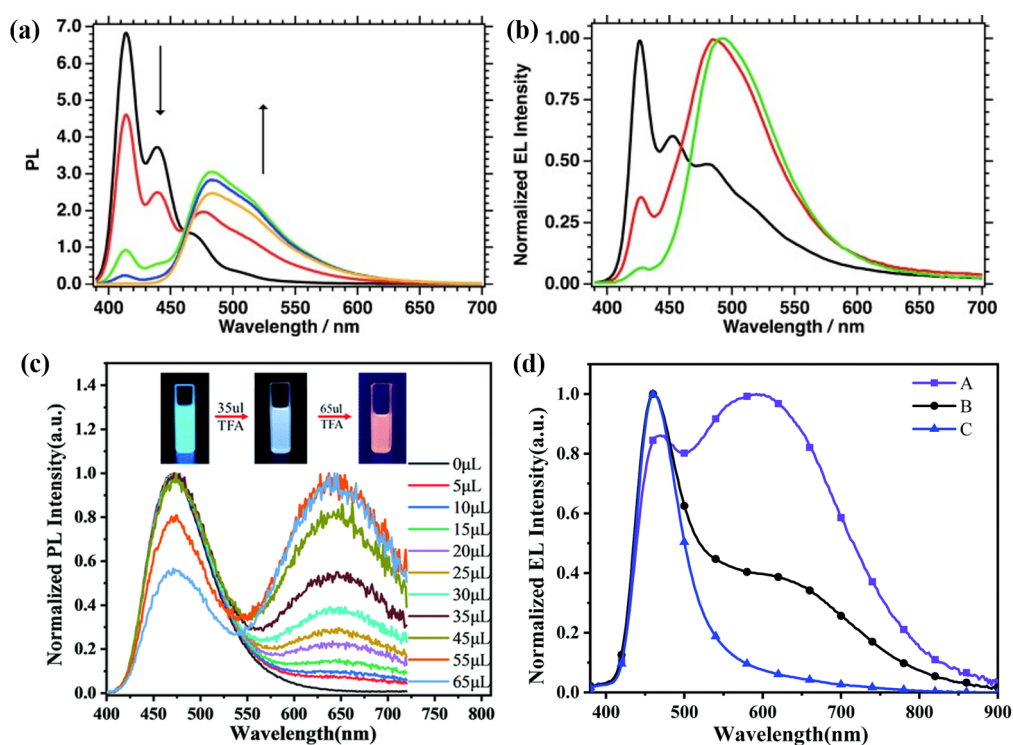 (a)
PL
7.0
6.0
5.0
4.0
3.0
2.0
1.0
0.0
400 450 500 550 600 650 700
Wavelength / nm
(b)
Normalized EL Intensity
1.00
0.75
0.50
0.25
0.00
400 450 500 550 600 650 700
Wavelength / nm
(c)
Normalized PL Intensity(a.u.)
1.4
1.2
1.0
0.8
0.6
0.4
0.2
0.0
35ul
TFA
65ul
TFA
0μL
5μL
10μL
15μL
20μL
25μL
30μL
35μL
45μL
55μL
65μL
400 450 500 550 600 650 700 750 800
Wavelength(nm)
(d)
Normalized EL Intensity(a.u.)
1.0
0.8
0.6
0.4
0.2
0.0
A
B
C
400 500 600 700 800 900
Wavelength(nm)